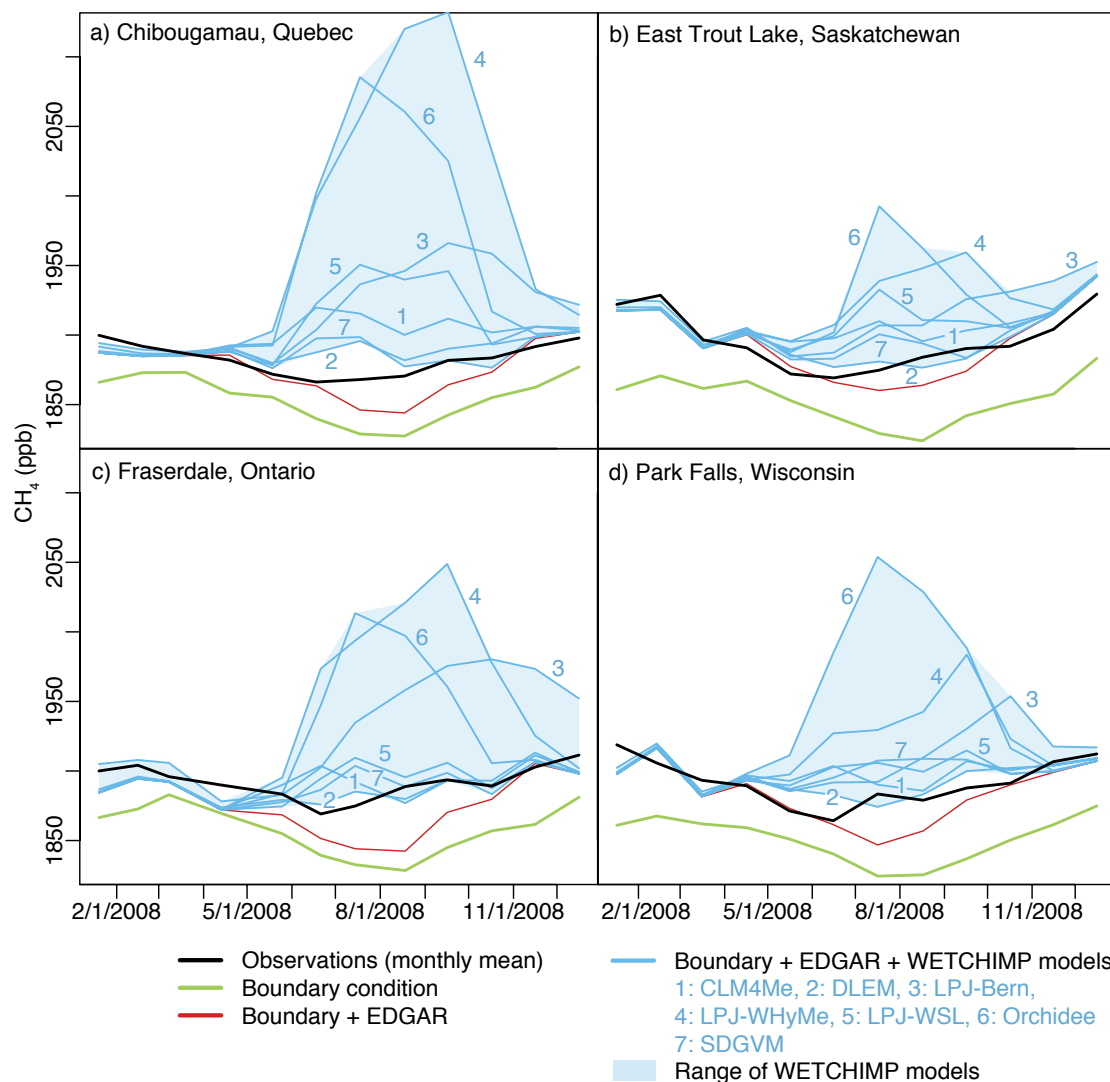 a) Chibougamau, Quebec
b) East Trout Lake, Saskatchewan
4
6
3
5
1
7
2
6
4
3
5
1
7
2
2050
1950
1850
CH4 (ppb)
c) Fraserdale, Ontario
d) Park Falls, Wisconsin
4
6
3
5
7
1
2
6
4
3
7
5
1
2
2050
1950
1850
2/1/2008 5/1/2008 8/1/2008 11/1/2008
2/1/2008 5/1/2008 8/1/2008 11/1/2008
Observations (monthly mean)
Boundary condition
Boundary + EDGAR
Boundary + EDGAR + WETCHIMP models
1: CLM4Me, 2: DLEM, 3: LPJ-Bern,
4: LPJ-WHyMe, 5: LPJ-WSL, 6: Orchidee
7: SDGVM
Range of WETCHIMP models